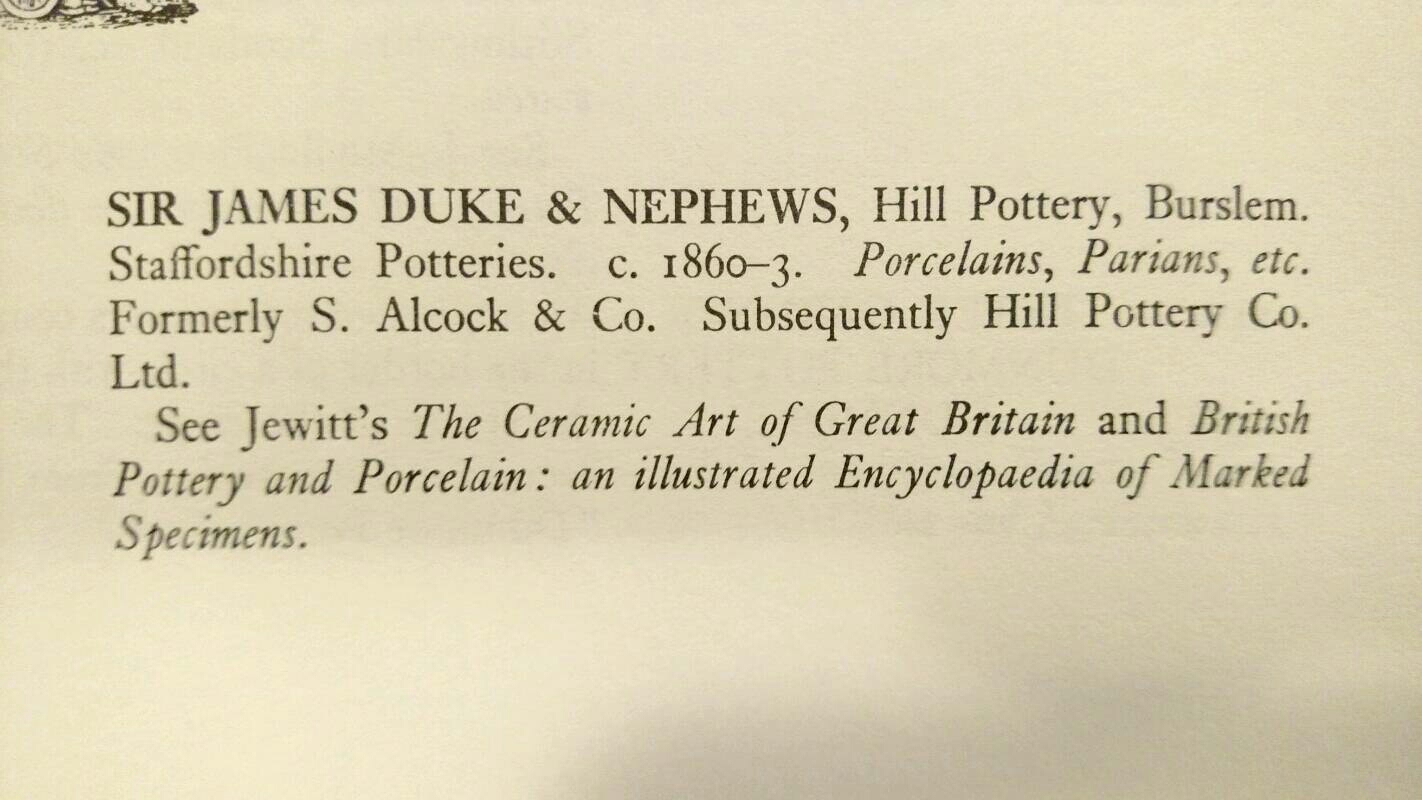 SIR JAMES DUKE & NEPHEWS, Hill Pottery, Burslem.
Staffordshire Potteries. c. 1860–3. Porcelains, Parians, etc.
Formerly S. Alcock & Co. Subsequently Hill Pottery Co.
Ltd.
See Jewitt's The Ceramic Art of Great Britain and British
Pottery and Porcelain: an illustrated Encyclopaedia of Marked
Specimens.